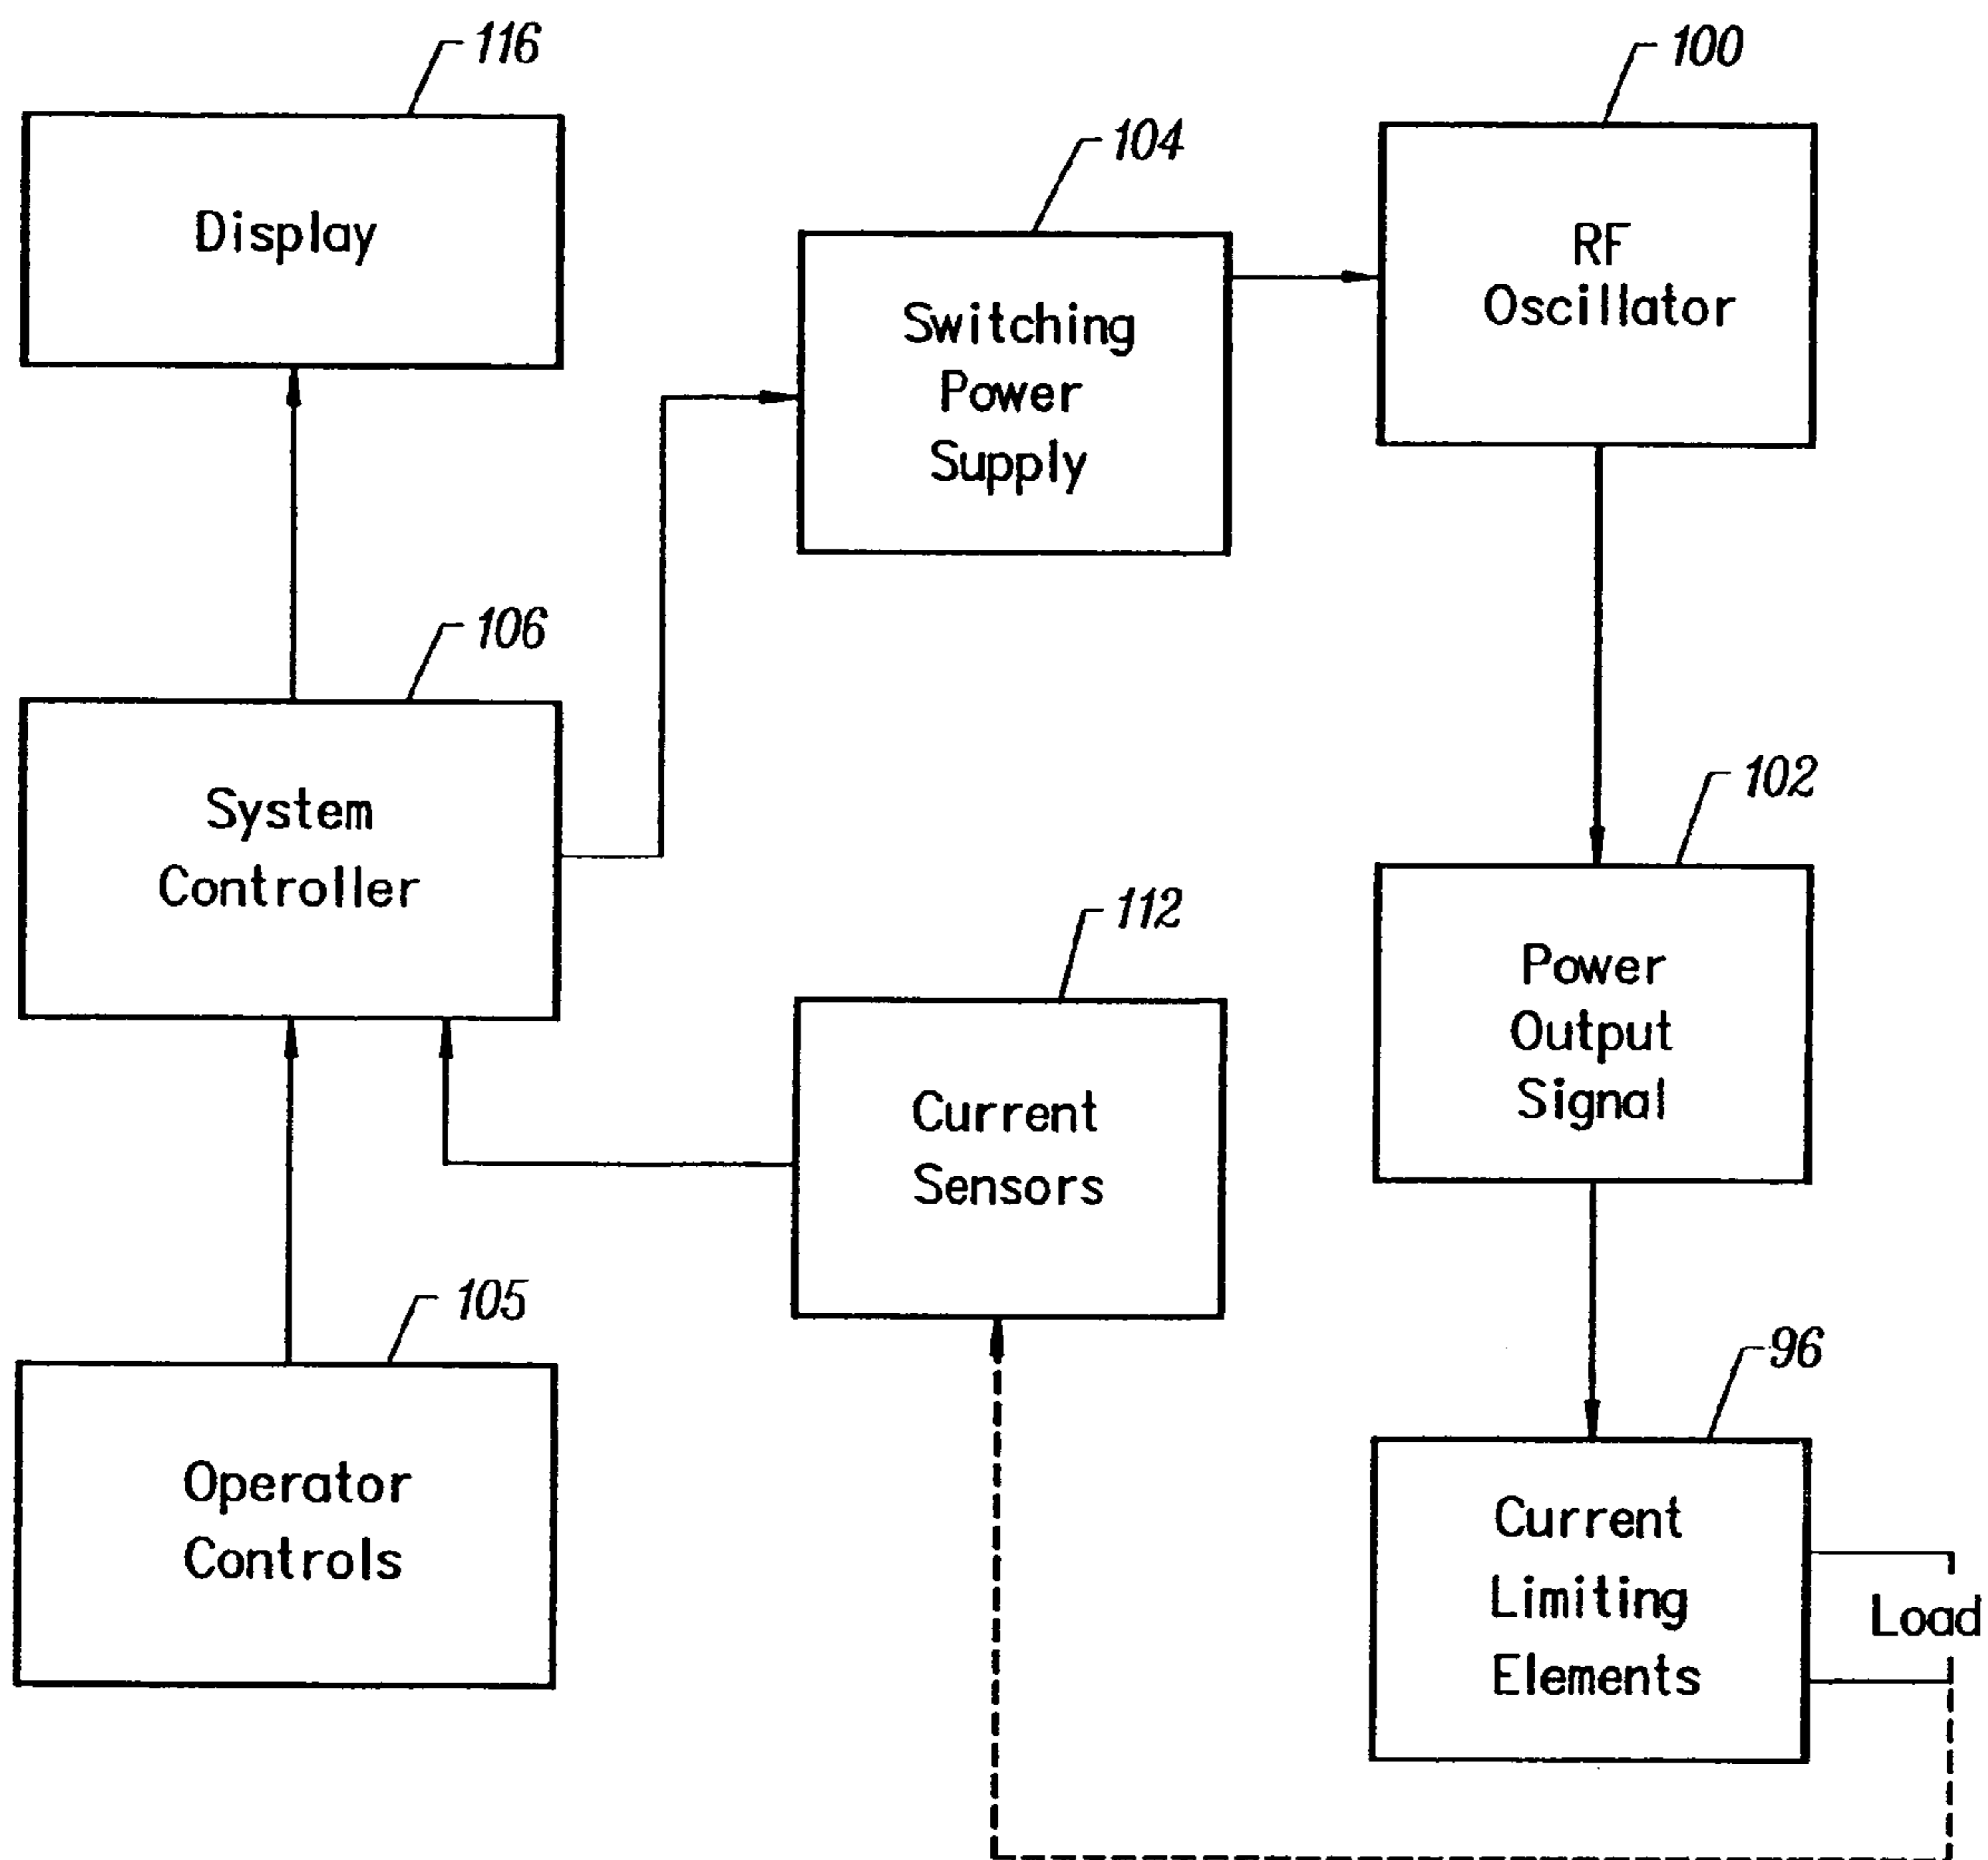 116
Display
104
Switching
Power
Supply
100
RF
Oscillator
106
System
Controller
112
Current
Sensors
102
Power
Output
Signal
105
Operator
Controls
96
Current
Limiting
Elements
Load